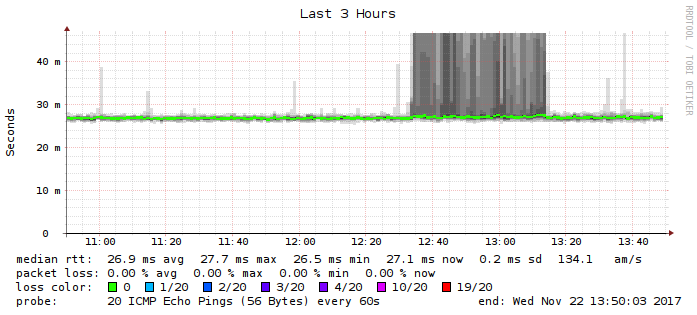 Last 3 Hours
RRDTOOL / TOBI OETIKER
Seconds
40 m
30 m
20 m
10 m
0
11:00 11:20 11:40 12:00 12:20 12:40 13:00 13:20 13:40
median rtt: 26.9 ms avg 27.7 ms max 26.5 ms min 27.1 ms now 0.2 ms sd 134.1 am/s
packet loss: 0.00 % avg 0.00 % max 0.00 % min 0.00 % now
loss color: 0 1/20 2/20 3/20 4/20 10/20 19/20
probe: 20 ICMP Echo Pings (56 Bytes) every 60s end: Wed Nov 22 13:50:03 2017